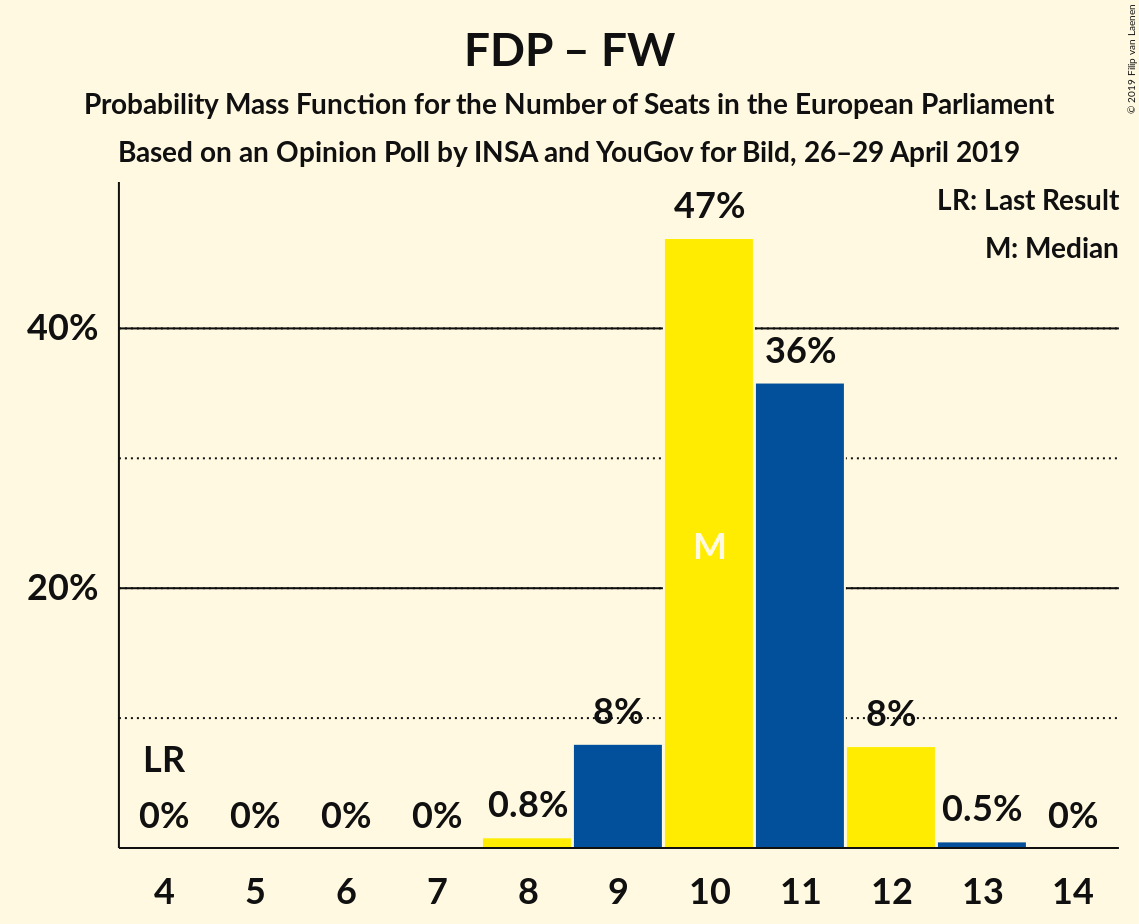 FDP – FW
Probability Mass Function for the Number of Seats in the European Parliament
Based on an Opinion Poll by INSA and YouGov for Bild, 26–29 April 2019
© 2019 Filip van Laenen
LR: Last Result
M: Median
47%
40%
36%
M
20%
8%
8%
LR
0%
0%
0%
0%
0.8%
0.5%
0%
4 5 6 7 8 9 10 11 12 13 14